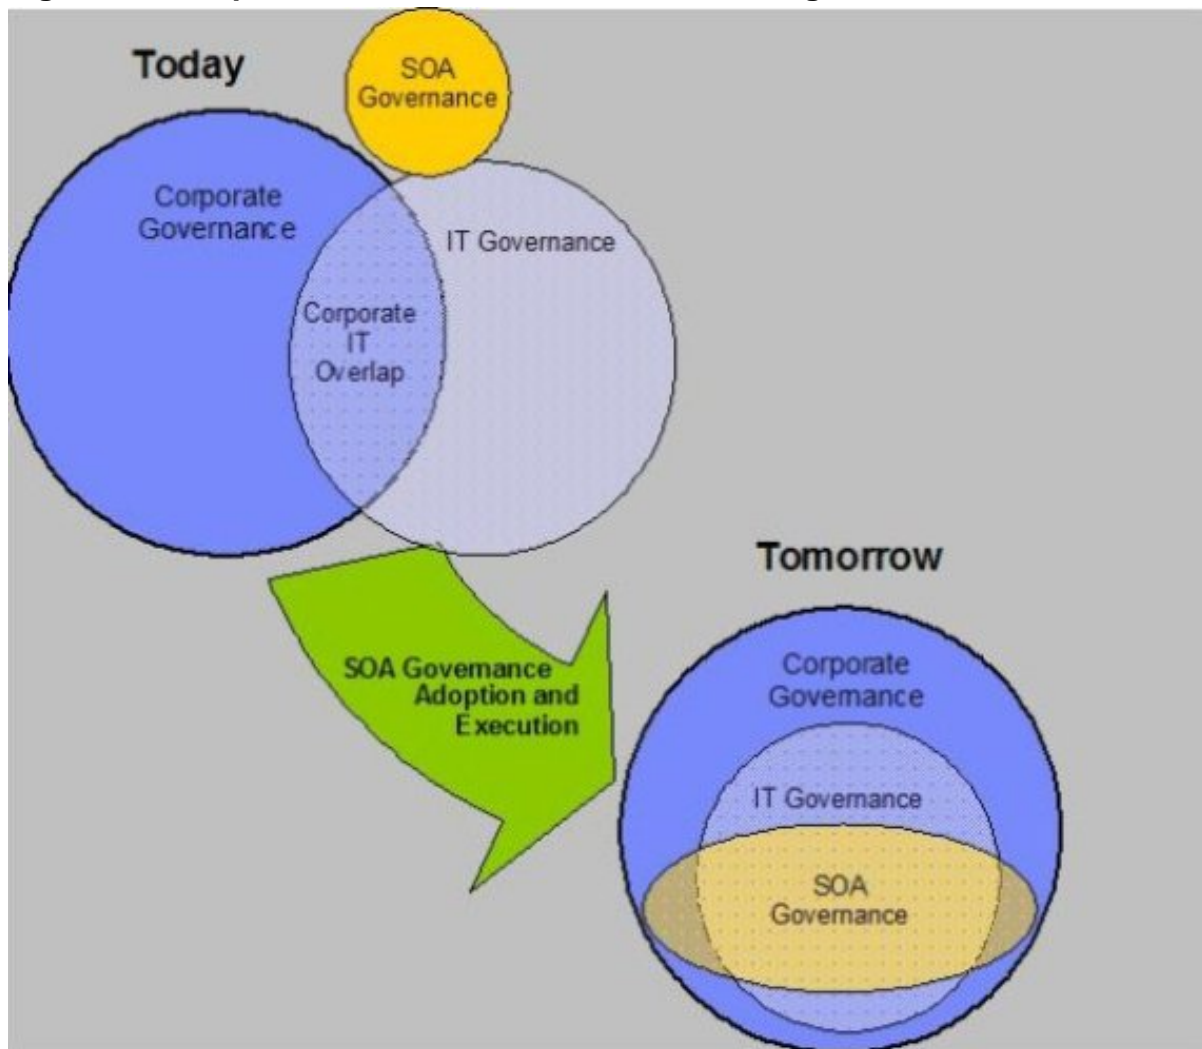 Today
SOA
Governance
Corporate
Governance
IT Governance
Corporate
IT
Overlap
Tomorrow
SOA Governance
Adoption and
Execution
Corporate
Governance
IT Governance
SOA
Governance